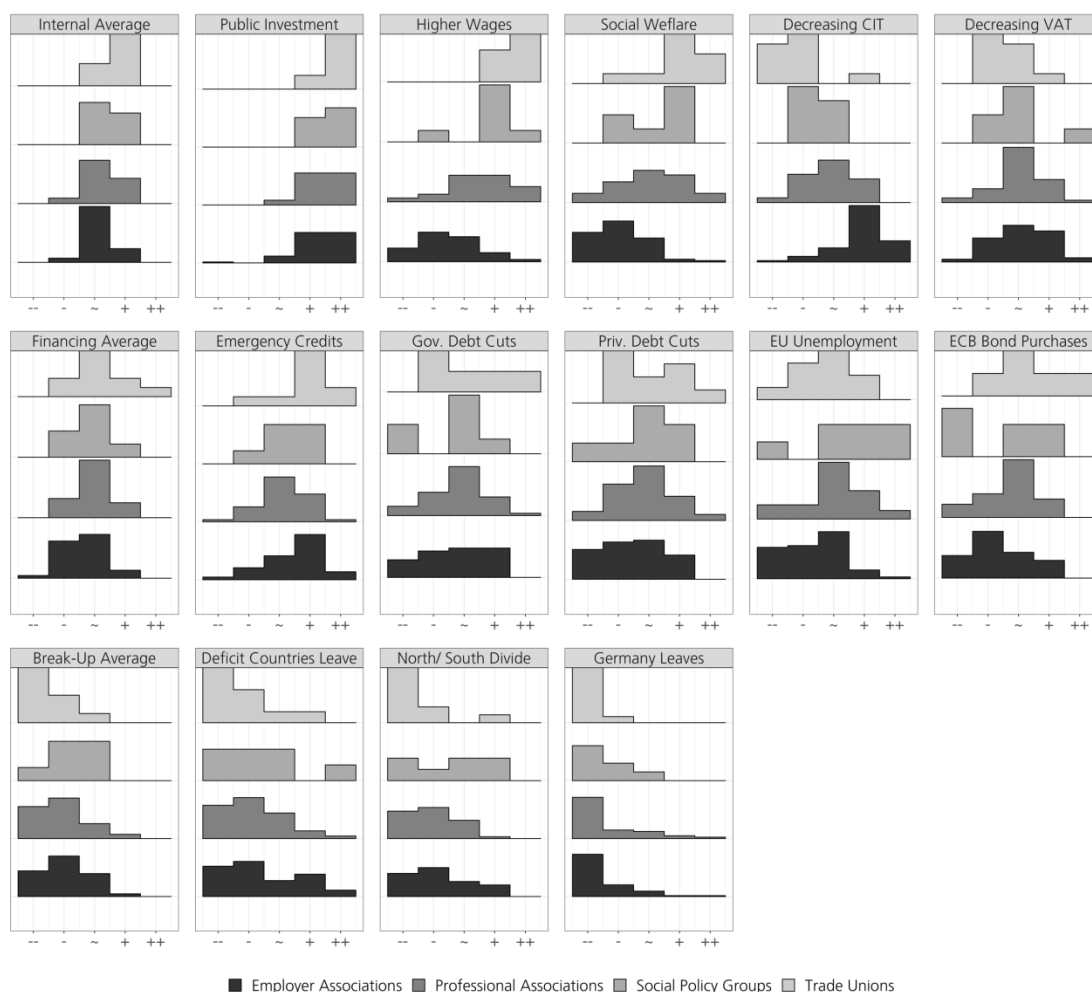 Internal Average Public Investment Higher Wages Social Weflare Decreasing CIT Decreasing VAT
-- - ~ + ++ -- - ~ + ++ -- - ~ + ++ -- - ~ + ++ -- - ~ + ++ -- - ~ + ++
Financing Average Emergency Credits Gov. Debt Cuts Priv. Debt Cuts EU Unemployment ECB Bond Purchases
-- - ~ + ++ -- - ~ + ++ -- - ~ + ++ -- - ~ + ++ -- - ~ + ++ -- - ~ + ++
Break-Up Average Deficit Countries Leave North/ South Divide Germany Leaves
-- - ~ + ++ -- - ~ + ++ -- - ~ + ++ -- - ~ + ++
Employer Associations Professional Associations Social Policy Groups Trade Unions